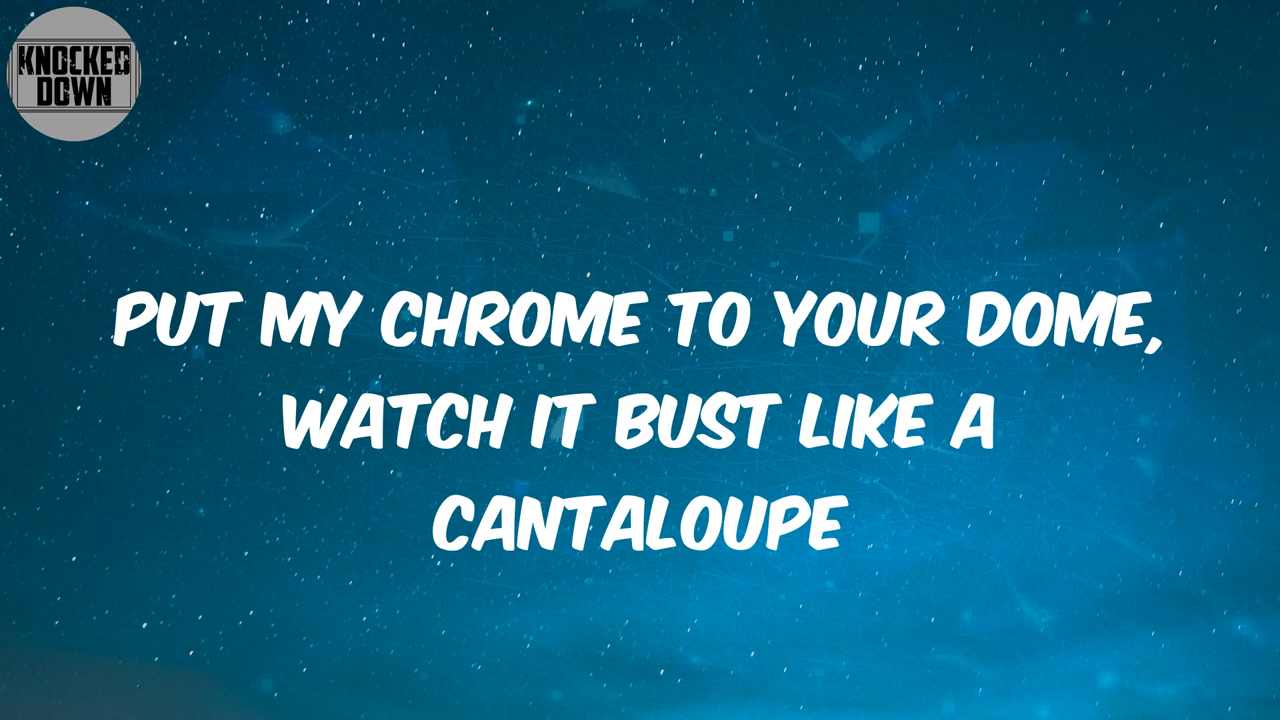 KNOCKED
DOWN
PUT MY CHROME TO YOUR DOME,
WATCH IT BUST LIKE A
CANTALOUPE